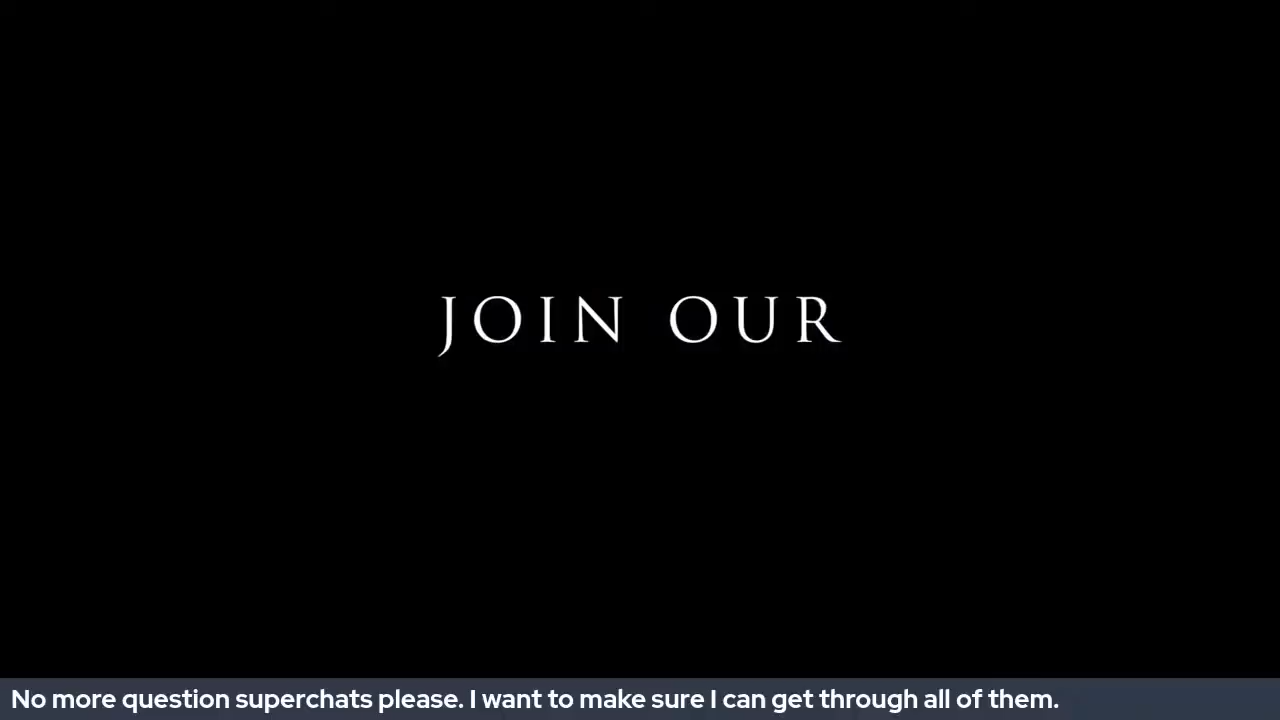 JOIN OUR
No more question superchats please. I want to make sure I can get through all of them.